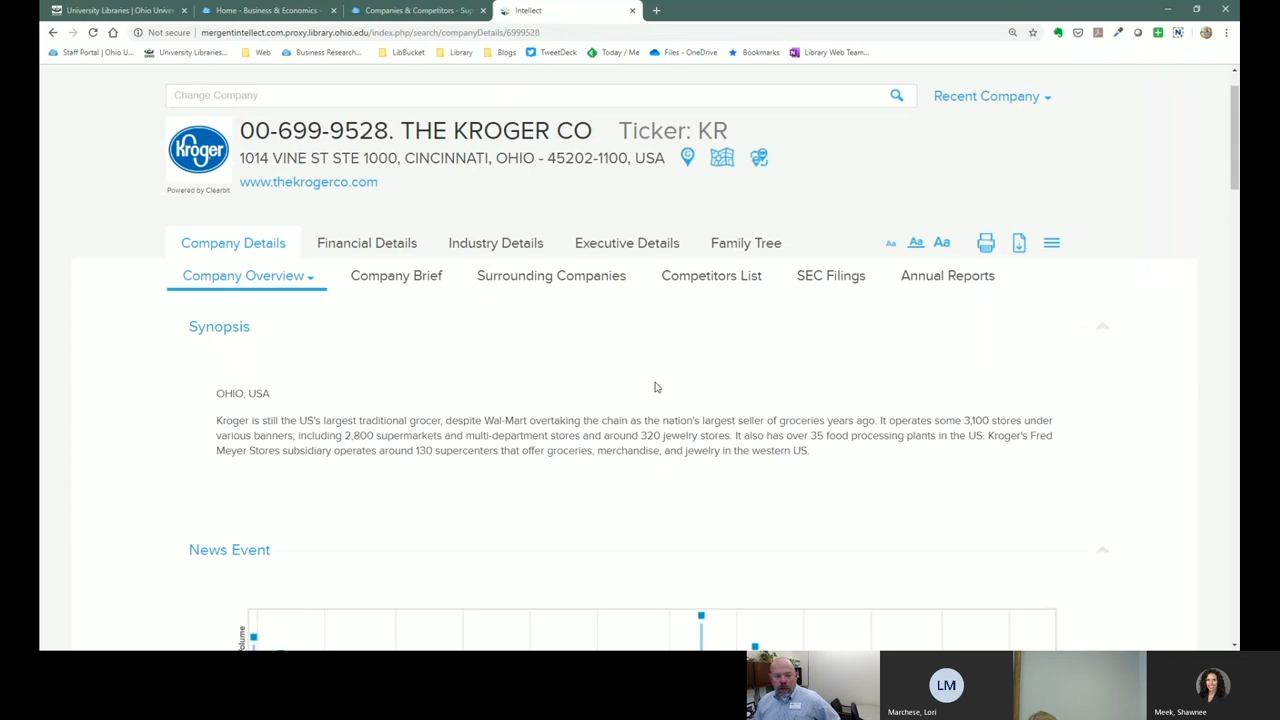 University Libraries | Ohio Univer
Home - Business & Economics -
Companies & Competitors - Sup
Intellect
Not secure | mergentintellect.com.proxy.library.ohio.edu/index.php/search/companyDetails/6999528
Staff Portal | Ohio U...
University Libraries...
Web
Business Research...
LibBucket
Library
Blogs
TweetDeck
Today / Me
Files - OneDrive
Bookmarks
Library Web Team...
Change Company
Recent Company
Kroger
Powered by Clearbit
00-699-9528. THE KROGER CO Ticker: KR
1014 VINE ST STE 1000, CINCINNATI, OHIO - 45202-1100, USA
www.thekrogerco.com
Company Details Financial Details Industry Details Executive Details Family Tree Aa Aa Aa
Company Overview Company Brief Surrounding Companies Competitors List SEC Filings Annual Reports
Synopsis
OHIO, USA
Kroger is still the US's largest traditional grocer, despite Wal-Mart overtaking the chain as the nation's largest seller of groceries years ago. It operates some 3,100 stores under
various banners, including 2,800 supermarkets and multi-department stores and around 320 jewelry stores. It also has over 35 food processing plants in the US. Kroger's Fred
Meyer Stores subsidiary operates around 130 supercenters that offer groceries, merchandise, and jewelry in the western US.
News Event
olume
LM
Marchese, Lori
Meek, Shawnee